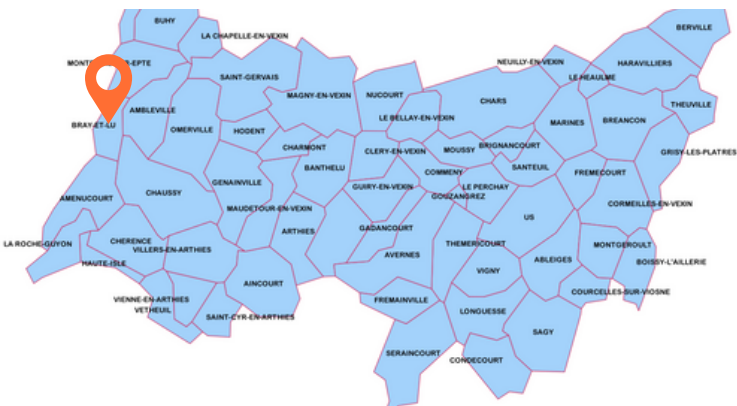 BUHY
BERVILLE
LA CHAPELLE-EN-VEXIN
NEUILLY-EN-VEXIN
HARAVILLIERS
SAINT-GERVAIS
LE-HEAULME
MAGNY-EN-VEXIN
NUCOURT
CHARS
THEUVILLE
AMBLEVILLE
LE BELLAY-EN-VEXIN
MARINES
BREANCON
BRAY-ET-LU
OMERVILLE
HODENT
CHARMONT
CLERY-EN-VEXIN
MOUSSY
BRIGNANCOURT
GRISY-LES-PLATRES
BANTHELU
COMMENY
SANTEUIL
FREMECOURT
GENAINVILLE
GUIRY-EN-VEXIN
LE PERCHAY
CHAUSSY
GOUZANGREZ
AMENUCOURT
CORMEILLES-EN-VEXIN
MAUDETOUR-EN-VEXIN
US
GADANCOURT
ARTHIES
LA ROCHE-GUYON
CHERENCE
THEMERICOURT
MONTGEROULT
VILLERS-EN-ARTHIES
AVERNES
ABLEIGES
BOISSY-L'AILLERIE
HAUTE-ISLE
VIGNY
AINCOURT
COURCELLES-SUR-VIOSNE
VIENNE-EN-ARTHIES
FREMAINVILLE
VETHEUIL
LONGUESSE
SAINT-CYR-EN-ARTHIES
SAGY
SERAINCOURT
CONDECOURT